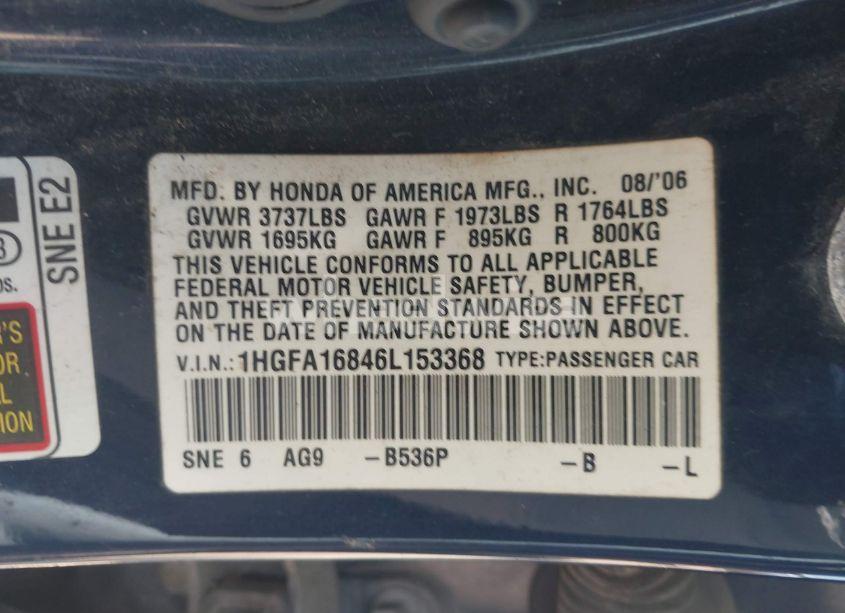 MFD. BY HONDA OF AMERICA MFG., INC. 08/'06
GVWR 3737LBS GAWR F 1973LBS R 1764LBS
GVWR 1695KG GAWR F 895KG R 800KG
THIS VEHICLE CONFORMS TO ALL APPLICABLE
FEDERAL MOTOR VEHICLE SAFETY, BUMPER,
AND THEFT PREVENTION STANDARDS IN EFFECT
ON THE DATE OF MANUFACTURE SHOWN ABOVE.
V.I.N.: 1HGFA16846L153368 TYPE:PASSENGER CAR
SNE 6 AG9 -B536P -B -L
SNE E2